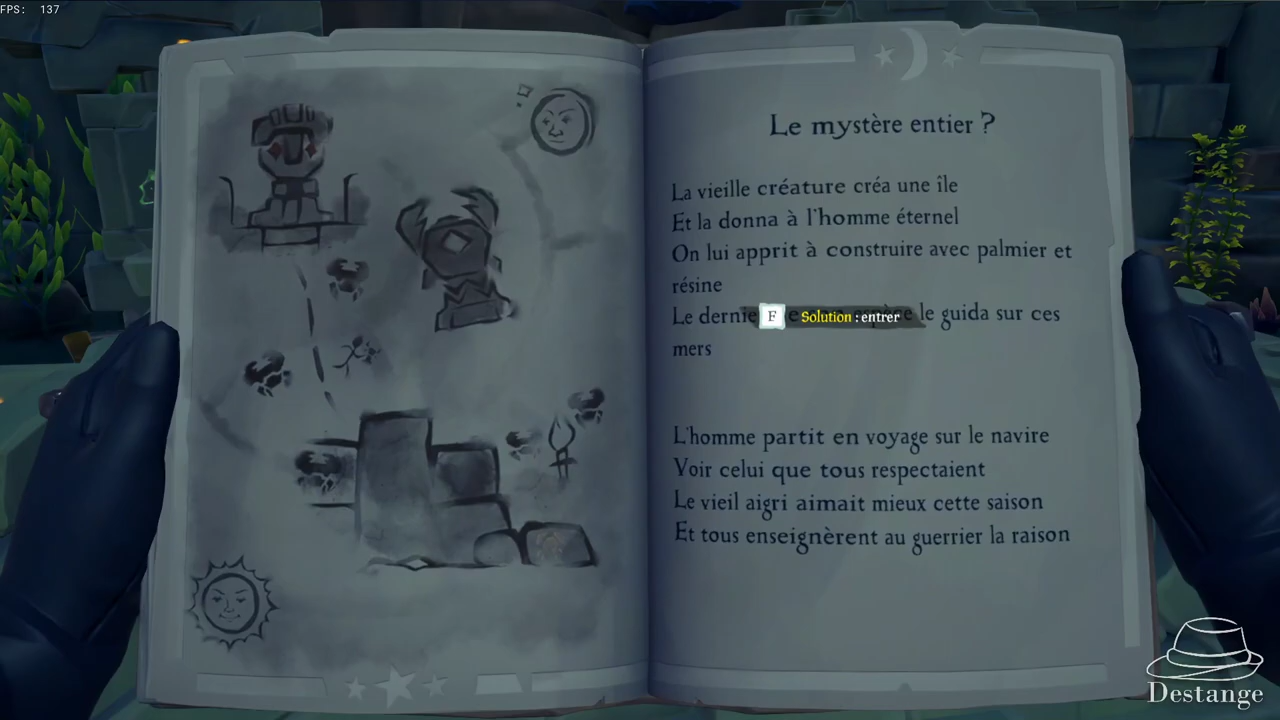 FPS: 137
Le mystère entier ?
La vieille créature créa une île
Et la donna à l'homme éternel
On lui apprit à construire avec palmier et
résine
Le dernier espère le guida sur ces
F Solution : entrer
mers
L'homme partit en voyage sur le navire
Voir celui que tous respectaient
Le vieil aigri aimait mieux cette saison
Et tous enseignèrent au guerrier la raison
Destange